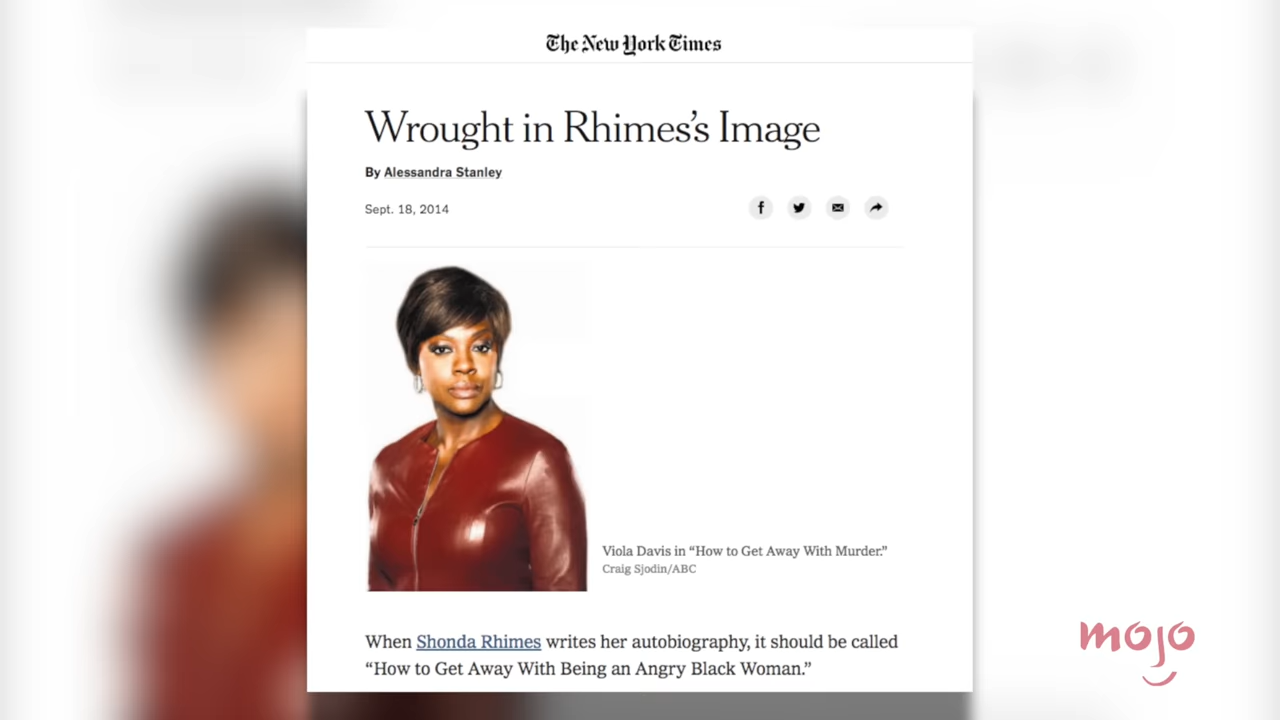 The New York Times
Wrought in Rhimes's Image
By Alessandra Stanley
Sept. 18, 2014
Viola Davis in “How to Get Away With Murder.”
Craig Sjodin/ABC
When Shonda Rhimes writes her autobiography, it should be called
“How to Get Away With Being an Angry Black Woman.”
mojo